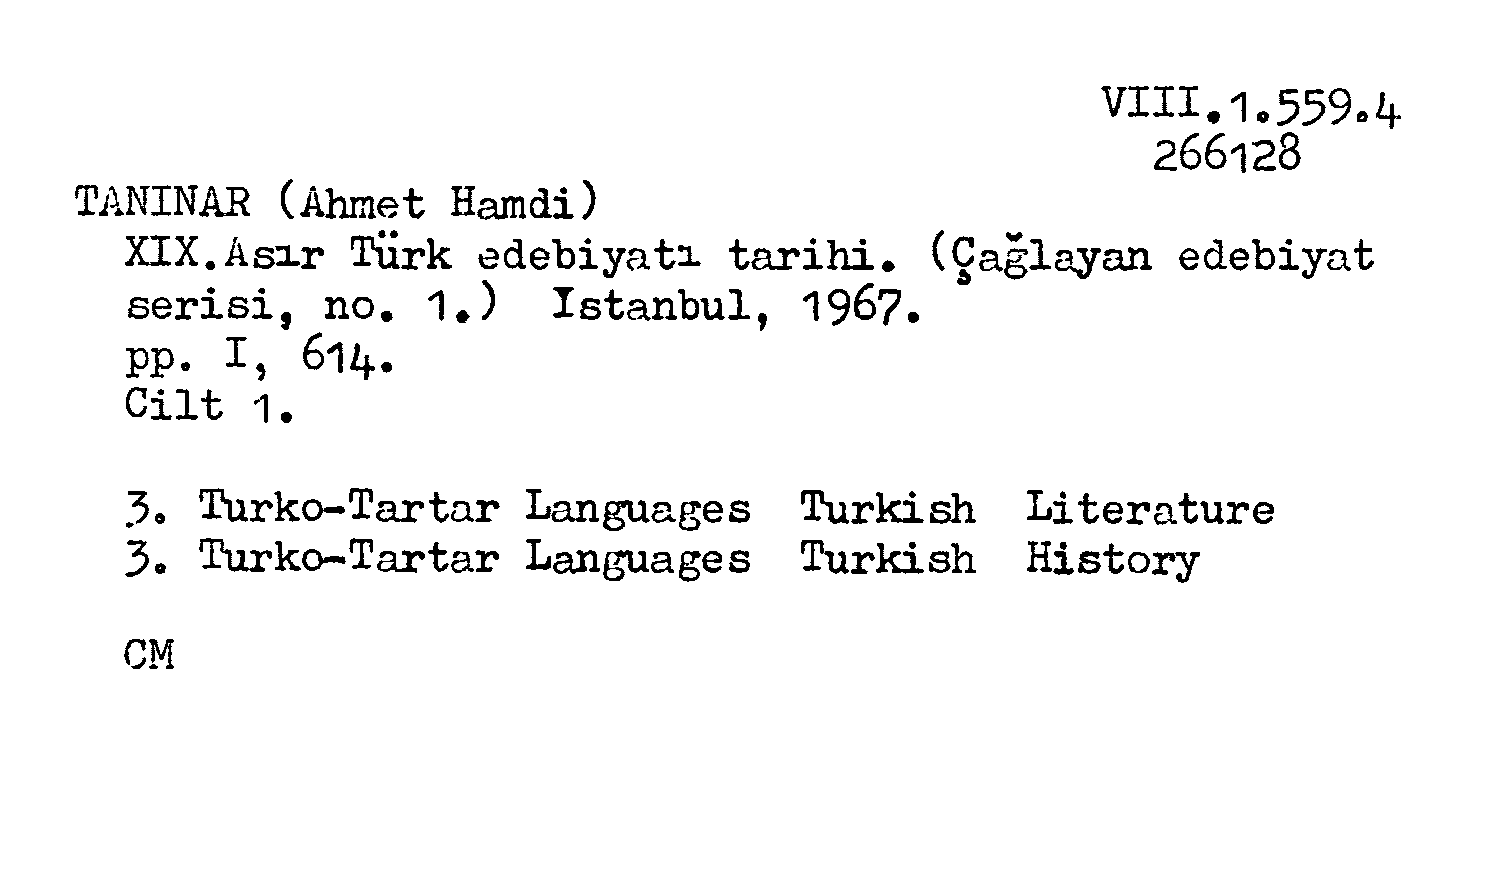 VIII.1.559.4
266128
TANINAR (Ahmet Hamdi)
XIX.Asır Türk edebiyatı tarihi. (Çağlayan edebiyat
serisi, no. 1.) Istanbul, 1967.
pp. I, 614.
Cilt 1.
3. Turko-Tartar Languages Turkish Literature
3. Turko-Tartar Languages Turkish History
CM